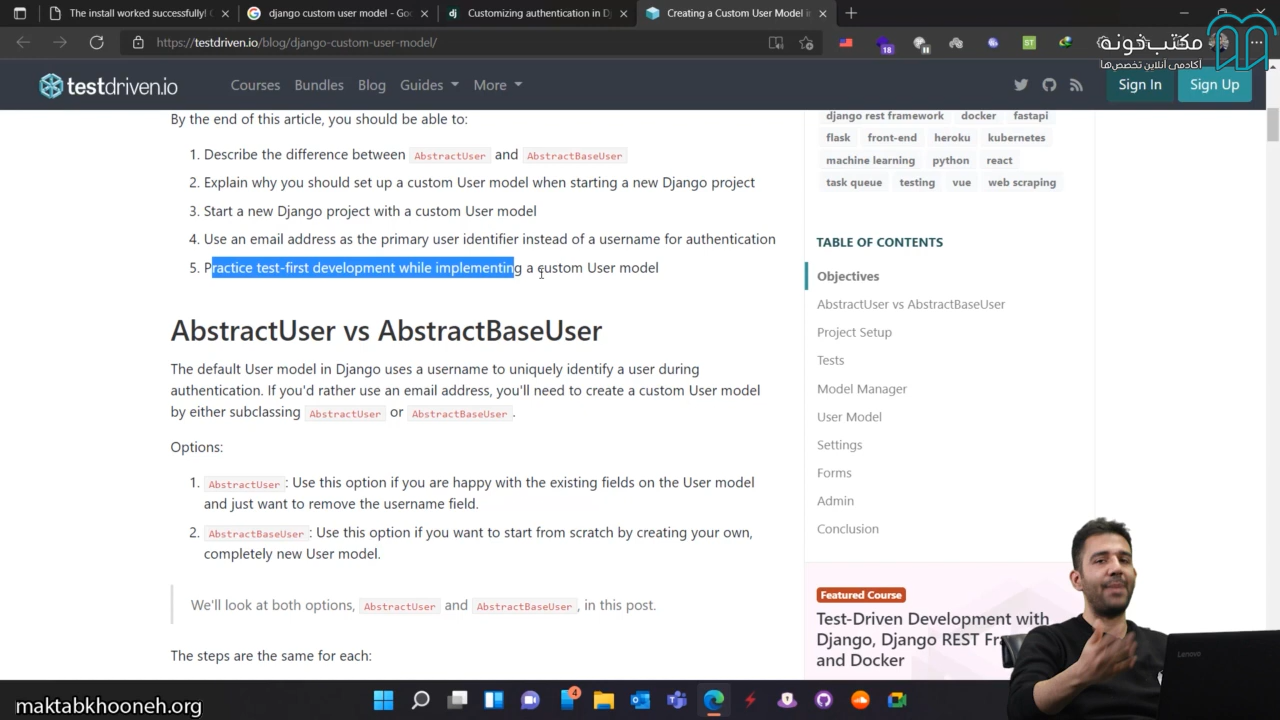 The install worked successfully! C
django custom user model - Goo
Customizing authentication in D
Creating a Custom User Model in
https://testdriven.io/blog/django-custom-user-model/
18
ST
مکتب‌خونه
آکادمی آنلاین تخصص‌ها
testdriven.io
Courses
Bundles
Blog
Guides
More
Sign In
Sign Up
By the end of this article, you should be able to:
1. Describe the difference between AbstractUser and AbstractBaseUser
2. Explain why you should set up a custom User model when starting a new Django project
3. Start a new Django project with a custom User model
4. Use an email address as the primary user identifier instead of a username for authentication
5. Practice test-first development while implementing a custom User model
AbstractUser vs AbstractBaseUser
The default User model in Django uses a username to uniquely identify a user during
authentication. If you'd rather use an email address, you'll need to create a custom User model
by either subclassing AbstractUser or AbstractBaseUser.
Options:
1. AbstractUser: Use this option if you are happy with the existing fields on the User model
and just want to remove the username field.
2. AbstractBaseUser: Use this option if you want to start from scratch by creating your own,
completely new User model.
We'll look at both options, AbstractUser and AbstractBaseUser, in this post.
The steps are the same for each:
django rest framework docker fastapi
flask front-end heroku kubernetes
machine learning python react
task queue testing vue web scraping
TABLE OF CONTENTS
Objectives
AbstractUser vs AbstractBaseUser
Project Setup
Tests
Model Manager
User Model
Settings
Forms
Admin
Conclusion
Featured Course
Test-Driven Development with
Django, Django REST Fra
and Docker
Lenovo
4
maktabkhooneh.org